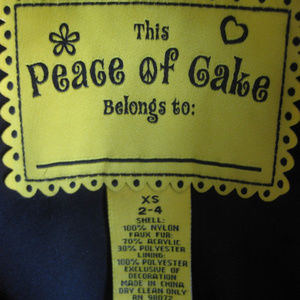 This
Peace of Cake
Belongs to:
XS
2-4
SHELL:
100% NYLON
FAUX FUR:
70% ACRYLIC
30% POLYESTER
LINING:
100% POLYESTER
EXCLUSIVE OF
DECORATION
MADE IN CHINA
DRY CLEAN ONLY